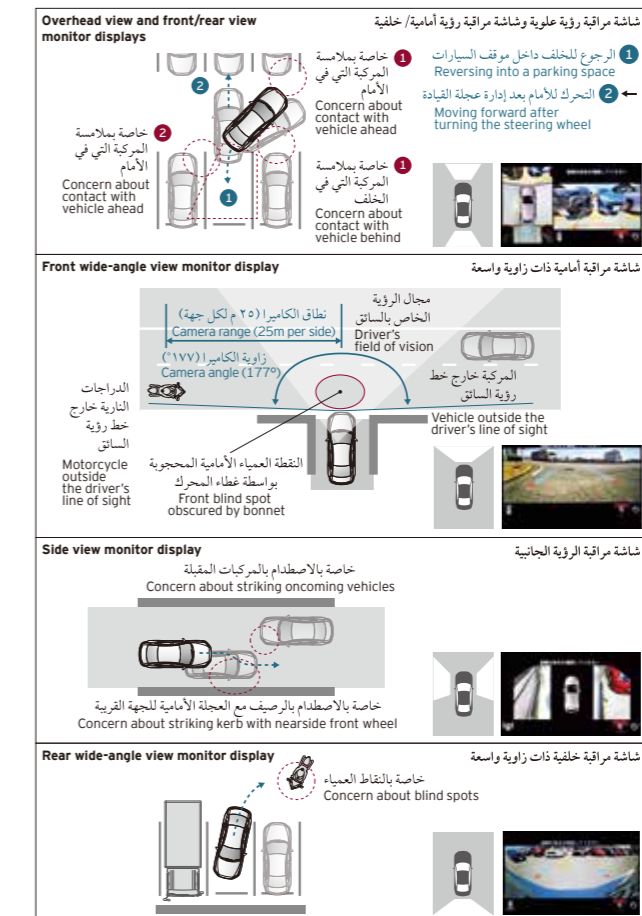 Overhead view and front/rear view
monitor displays
شاشة مراقبة رؤية علوية وشاشة مراقبة رؤية أمامية/ خلفية
1 خاصة بملامسة
المركبة التي في
الأمام
Concern about
contact with
vehicle ahead
1 الرجوع للخلف داخل موقف السيارات
Reversing into a parking space
2 التحرك للأمام بعد إدارة عجلة القيادة
Moving forward after
turning the steering wheel
2
2 خاصة بملامسة
المركبة التي في
الأمام
Concern about
contact with
vehicle ahead
1
1 خاصة بملامسة
المركبة التي في
الخلف
Concern about
contact with
vehicle behind
Front wide-angle view monitor display
شاشة مراقبة أمامية ذات زاوية واسعة
نطاق الكاميرا (٢٥ م لكل جهة)
Camera range (25m per side)
زاوية الكاميرا (١٧٧°)
Camera angle (177º)
مجال الرؤية
الخاص بالسائق
Driver's
field of vision
المركبة خارج خط
رؤية السائق
Vehicle outside the
driver's line of sight
الدراجات
النارية خارج
خط رؤية
السائق
Motorcycle
outside
the driver's
line of sight
النقطة العمياء الأمامية المحجوبة
بواسطة غطاء المحرك
Front blind spot
obscured by bonnet
Side view monitor display
شاشة مراقبة الرؤية الجانبية
خاصة بالاصطدام بالمركبات المقبلة
Concern about striking oncoming vehicles
خاصة بالاصطدام بالرصيف مع العجلة الأمامية للجهة القريبة
Concern about striking kerb with nearside front wheel
Rear wide-angle view monitor display
شاشة مراقبة خلفية ذات زاوية واسعة
خاصة بالنقاط العمياء
Concern about blind spots